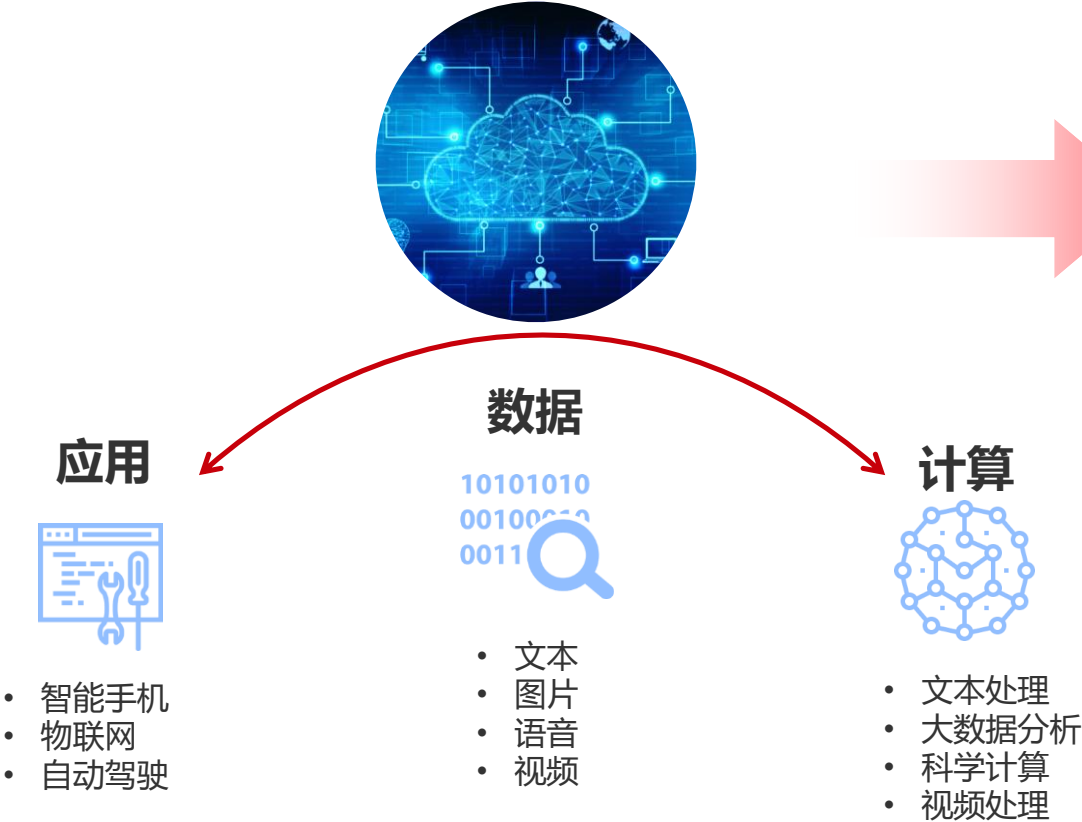 数据
应用
计算
10101010
0011
• 智能手机
• 物联网
• 自动驾驶
• 文本
• 图片
• 语音
• 视频
• 文本处理
• 大数据分析
• 科学计算
• 视频处理